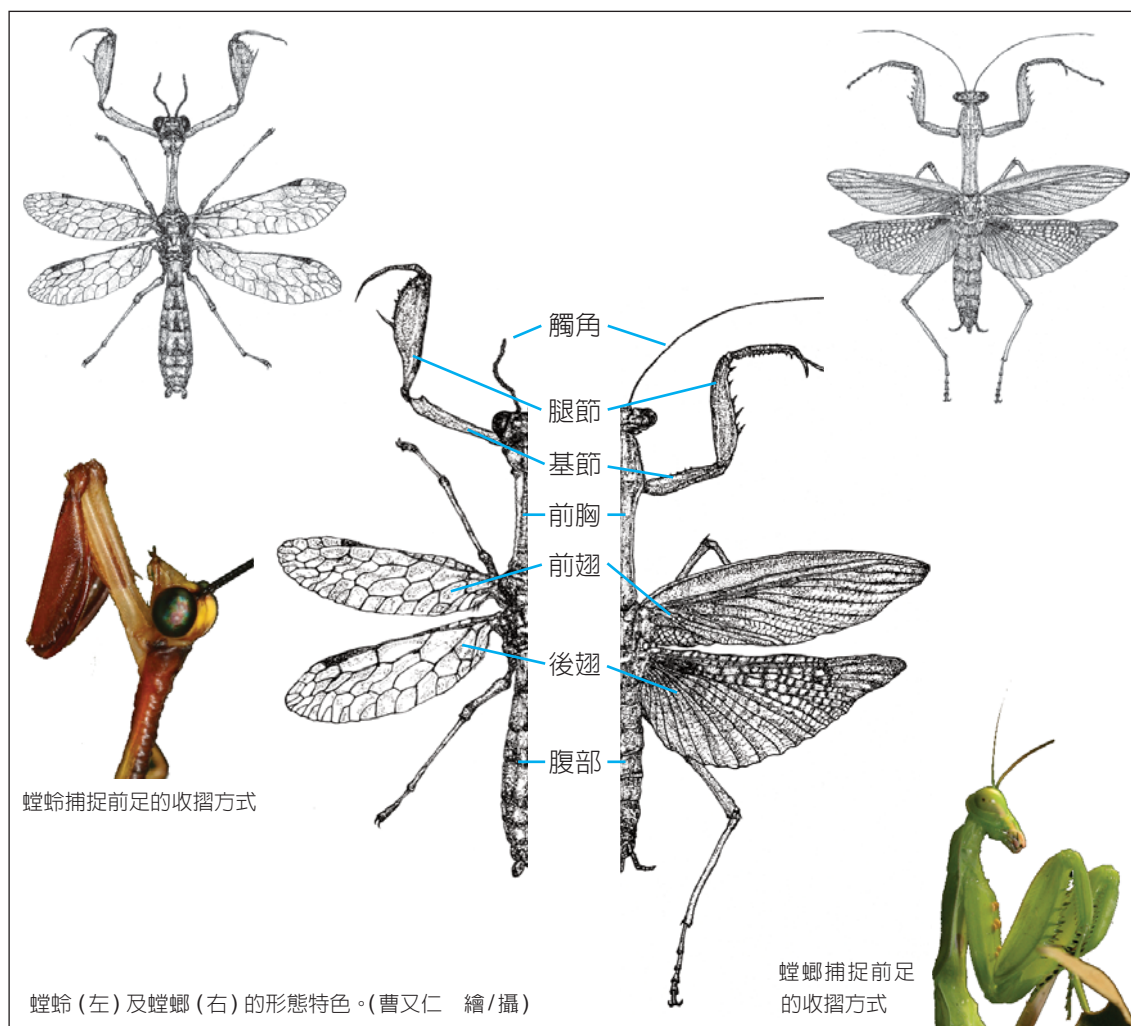 觸角
腿節
基節
前胸
前翅
後翅
腹部
螳蛉捕捉前足的收摺方式
螳螂捕捉前足
的收摺方式
螳蛉(左)及螳螂(右)的形態特色。(曹又仁 繪/攝)